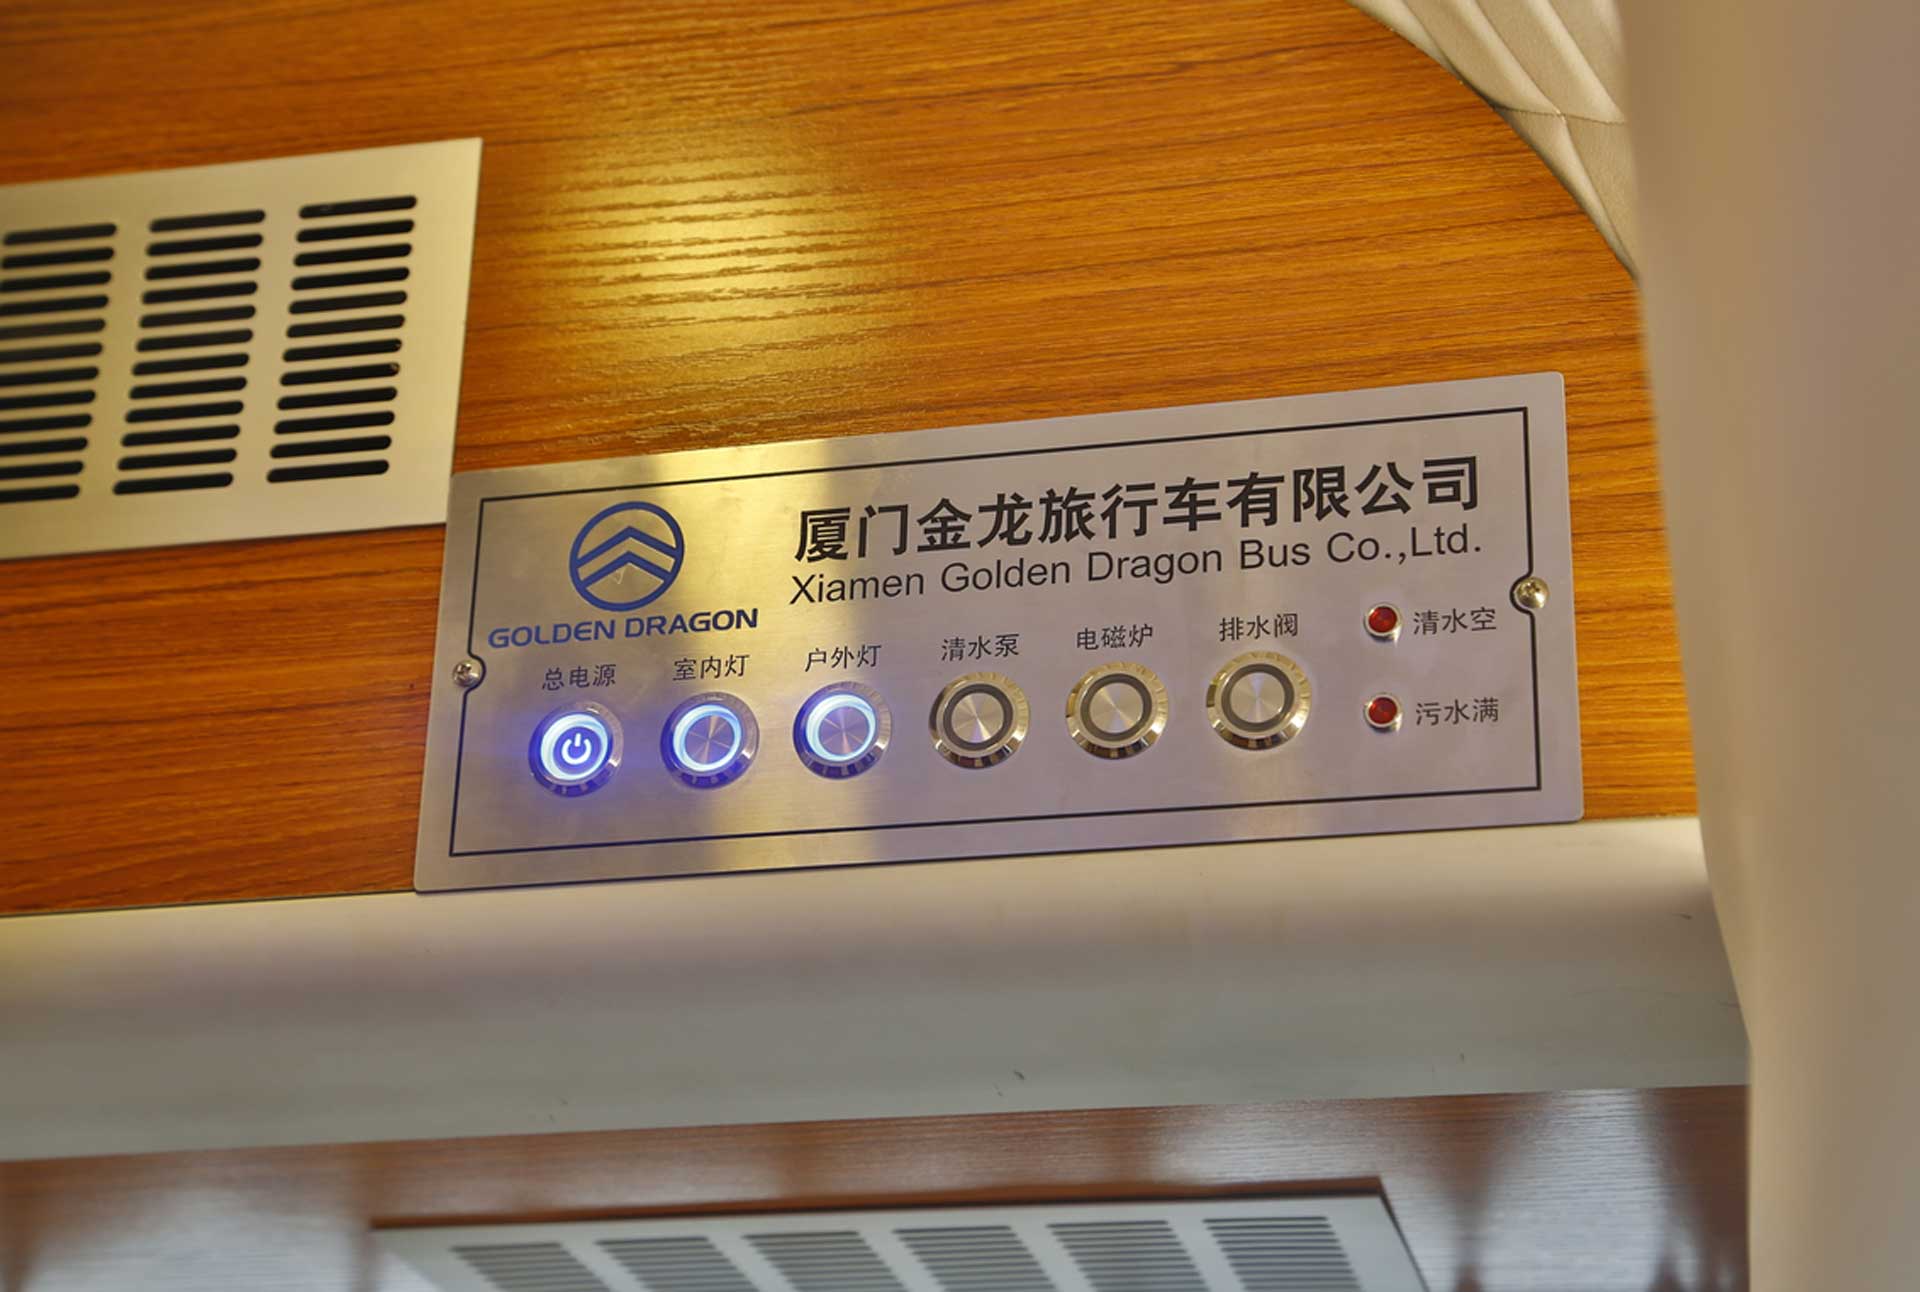 厦门金龙旅行车有限公司
Xiamen Golden Dragon Bus Co.,Ltd.
GOLDEN DRAGON
总电源
室内灯
户外灯
清水泵
电磁炉
排水阀
清水空
污水满